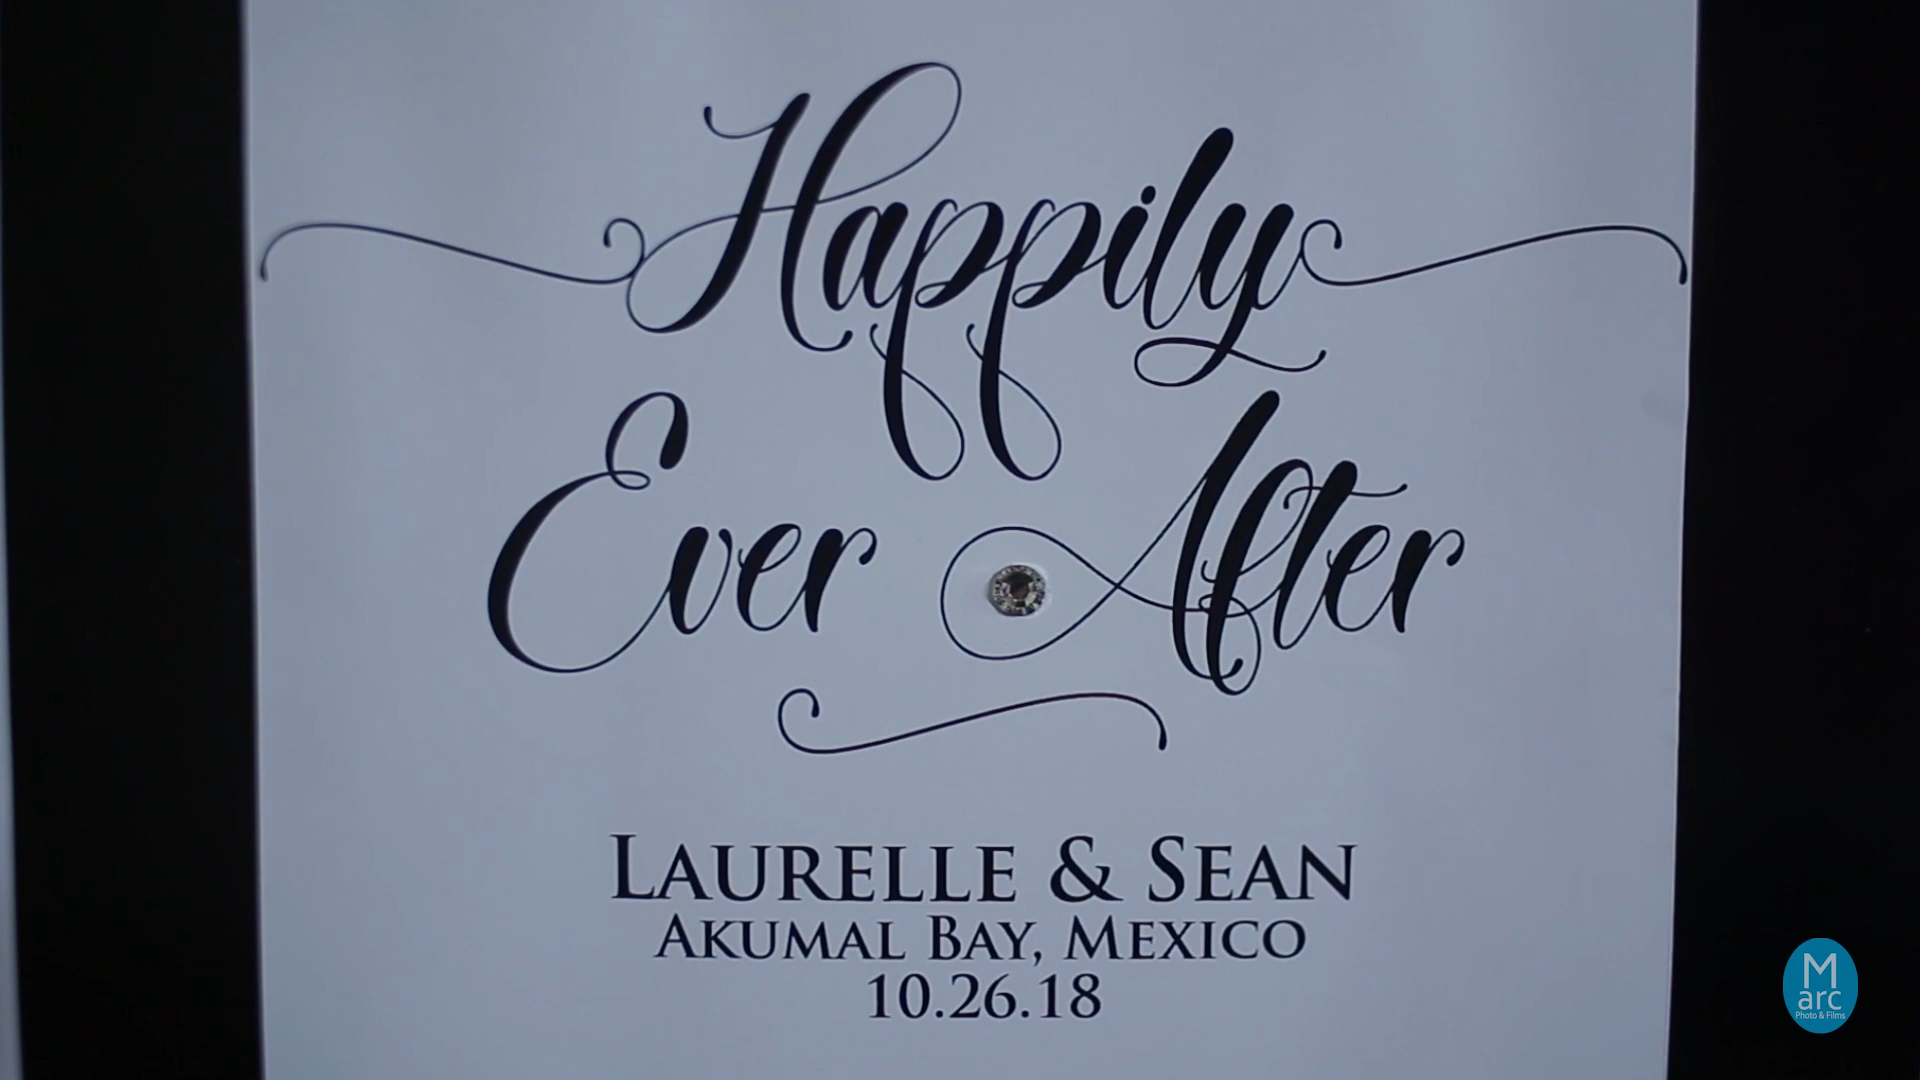 Happily
Ever After
LAURELLE & SEAN
AKUMAL BAY, MEXICO
10.26.18
M
arc
Photo & Films